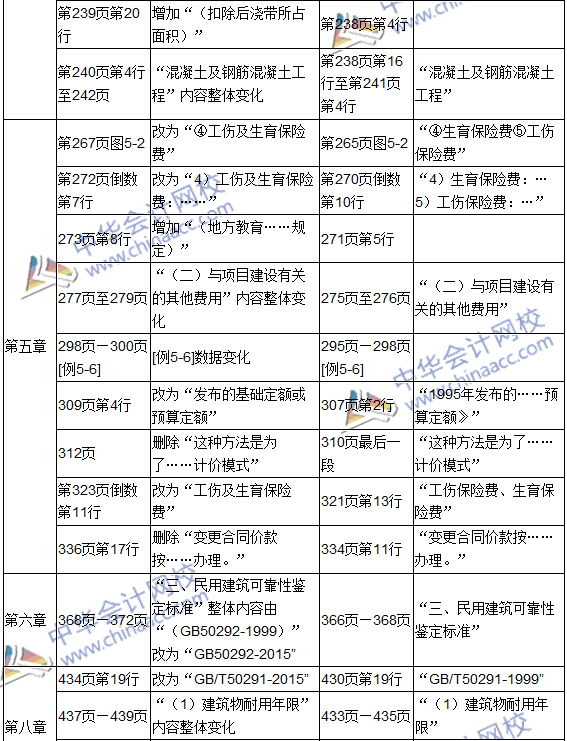 第239页第20行
增加“（扣除后浇带所占面积）”
第238页第4行
第240页第4行至242页
“混凝土及钢筋混凝土工程”内容整体变化
第238页第16行至第241页第4行
“混凝土及钢筋混凝土工程”
第五章
第267页图5-2
改为“④工伤及生育保险费”
第265页图5-2
“④生育保险费⑤工伤保险费”
第272页倒数第7行
改为“4）工伤及生育保险费：……”
第270页倒数第10行
“4）生育保险费：…5）工伤保险费：…”
273页第8行
增加“（地方教育……规定）”
271页第5行
277页至279页
“（二）与项目建设有关的其他费用”内容整体变化
275页至276页
“（二）与项目建设有关的其他费用”
298页－300页[例5-6]
[例5-6]数据变化
295页－298页[例5-6]
309页第4行
改为“发布的基础定额或预算定额”
307页第2行
“1995年发布的……预算定额》”
312页
删除“这种方法是为了……计价模式”
310页最后一段
“这种方法是为了……计价模式”
第323页倒数第11行
改为“工伤及生育保险费”
321页第13行
“工伤保险费、生育保险费”
336页第17行
删除“变更合同价款按……办理。”
334页第11行
“变更合同价款按……办理。”
第六章
368页－372页
“三、民用建筑可靠性鉴定标准”整体内容由“（GB50292-1999）”改为“GB50292-2015”
366页－368页
“三、民用建筑可靠性鉴定标准”
第八章
434页第19行
改为“GB/T50291-2015”
430页第19行
“GB/T50291-1999”
437页－439页
“（1）建筑物耐用年限”内容整体变化
433页－435页
“（1）建筑物耐用年限”
中华会计网校
www.chinaacc.com